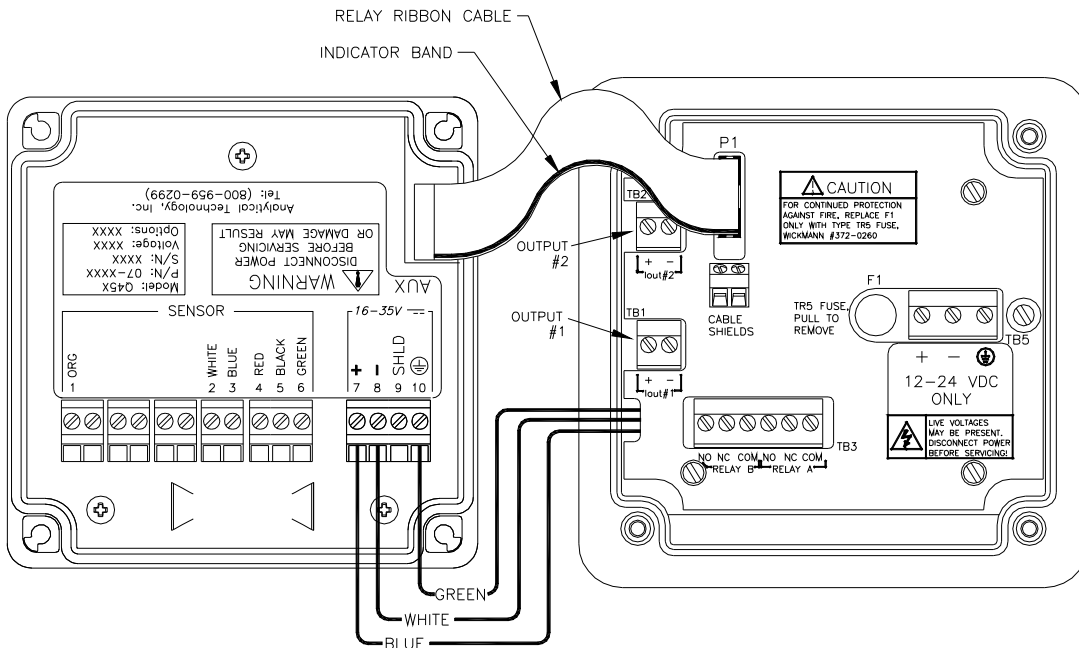 RELAY RIBBON CABLE
INDICATOR BAND
Analytical Technology, Inc.
Tel: (800-959-0299)
WARNING
DISCONNECT POWER
BEFORE SERVICING
OR DAMAGE MAY RESULT
Model: Q45X
P/N: 07-XXXX
S/N: XXXX
Voltage: XXXX
Options: XXXX
AUX
SENSOR
16-35V
ORG
WHITE
BLUE
RED
BLACK
GREEN
+
-
SHLD
1
2
3
4
5
6
7
8
9
10
GREEN
WHITE
BLUE
P1
TB2
OUTPUT
#2
+ -
Iout#2
OUTPUT
#1
TB1
+ -
Iout#1
CABLE
SHIELDS
CAUTION
FOR CONTINUED PROTECTION
AGAINST FIRE, REPLACE F1
ONLY WITH TYPE TR5 FUSE,
WICKMANN #372-0260
F1
TR5 FUSE,
PULL TO
REMOVE
TB5
+ -
12-24 VDC
ONLY
LIVE VOLTAGES
MAY BE PRESENT.
DISCONNECT POWER
BEFORE SERVICING!
TB3
NO NC COM NO NC COM
RELAY B RELAY A